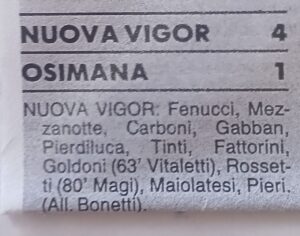 NUOVA VIGOR 4
OSIMANA 1
NUOVA VIGOR: Fenucci, Mez-
zanotte, Carboni, Gabban,
Pierdiluca, Tinti, Fattorini,
Goldoni (63' Vitaletti), Rosset-
ti (80' Magi), Maiolatesi, Pieri.
(All. Bonetti).